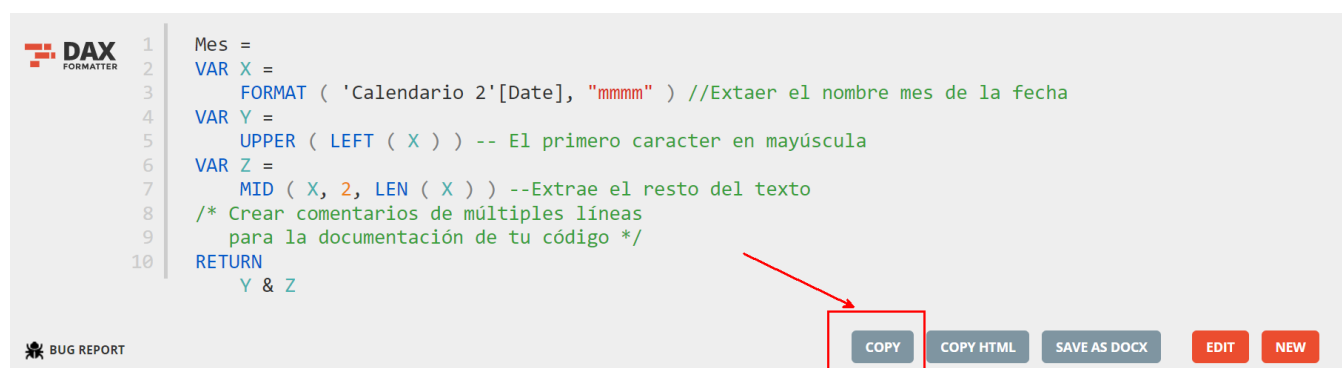 DAX
FORMATTER
1 Mes =
2 VAR X =
3 FORMAT ( 'Calendario 2'[Date], "mmmm" ) //Extaer el nombre mes de la fecha
4 VAR Y =
5 UPPER ( LEFT ( X ) ) -- El primero caracter en mayúscula
6 VAR Z =
7 MID ( X, 2, LEN ( X ) ) --Extrae el resto del texto
8 /* Crear comentarios de múltiples líneas
9 para la documentación de tu código */
10 RETURN
Y & Z
BUG REPORT COPY COPY HTML SAVE AS DOCX EDIT NEW